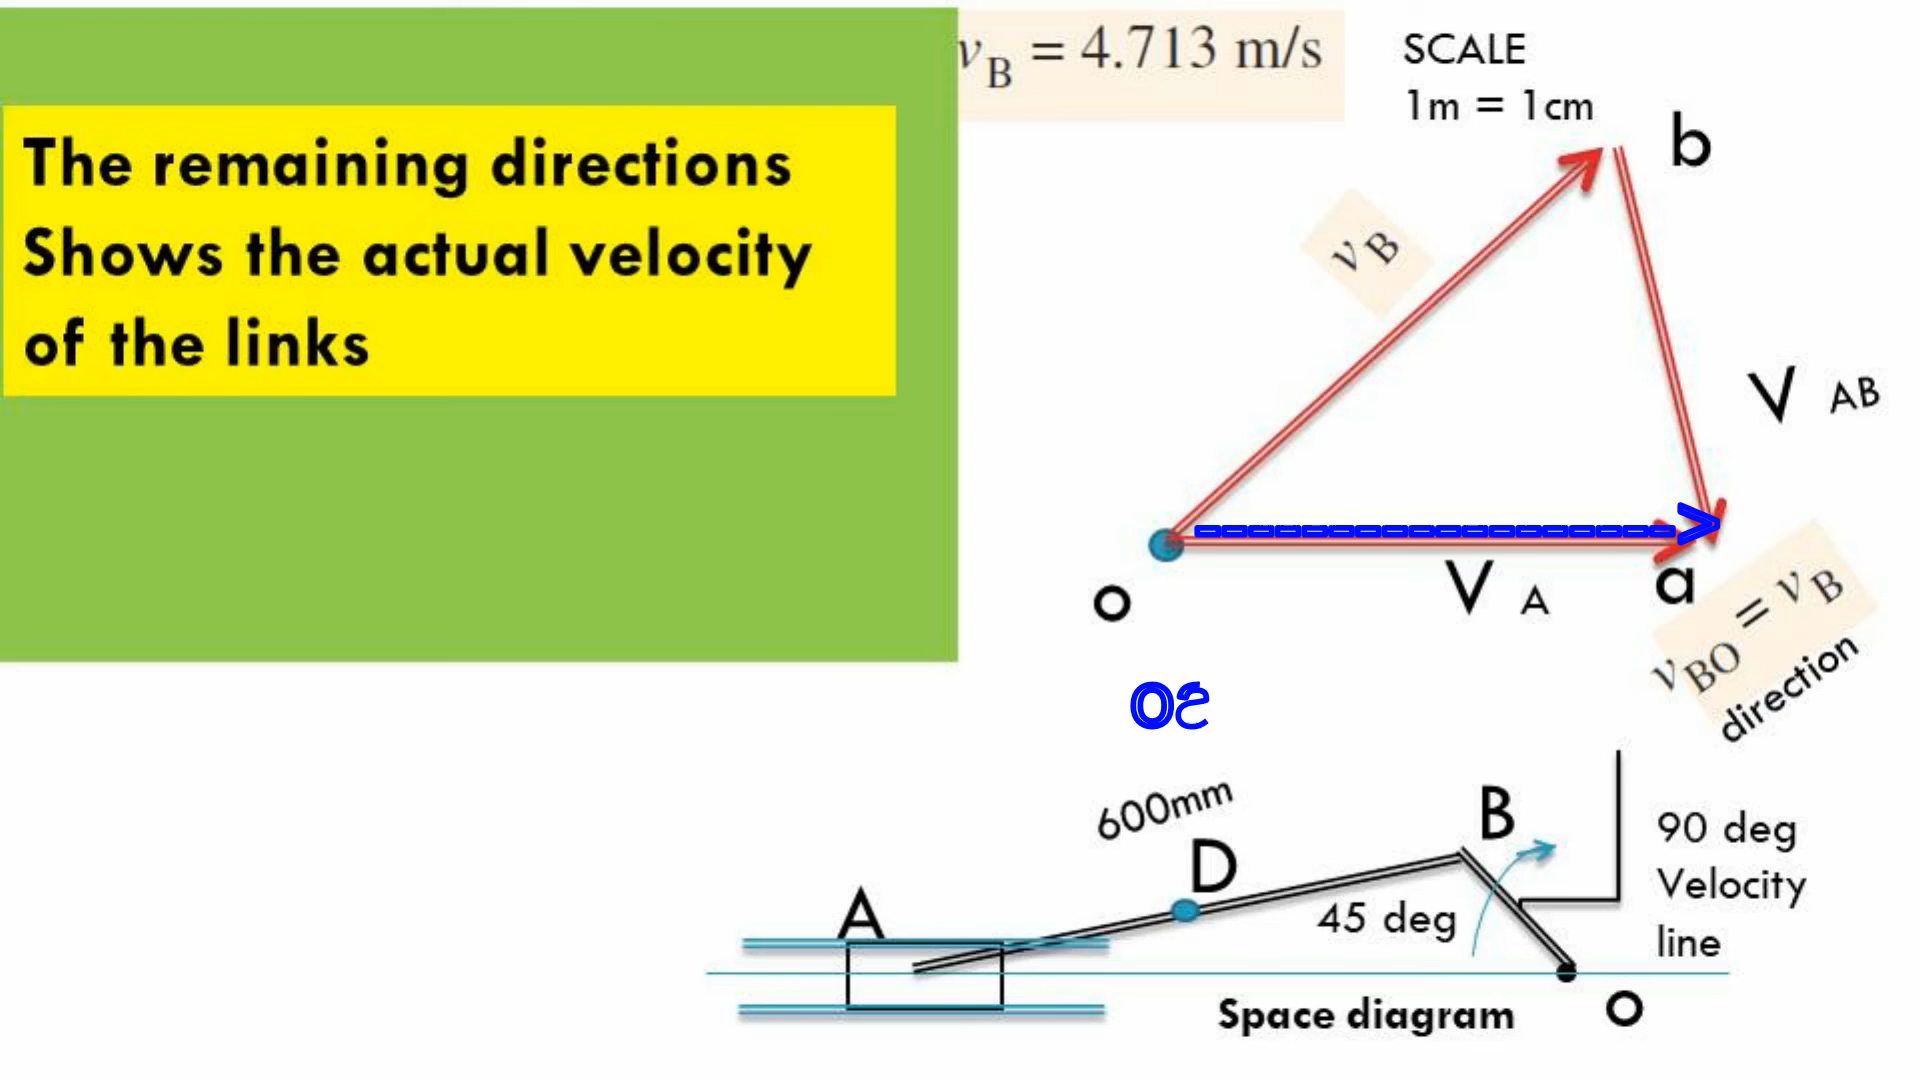 The remaining directions
Shows the actual velocity
of the links
vB = 4.713 m/s
SCALE
1m = 1cm
b
vB
V AB
o
V A
a
vBO = vB
direction
600mm
B
D
A
45 deg
90 deg
Velocity
line
Space diagram
O